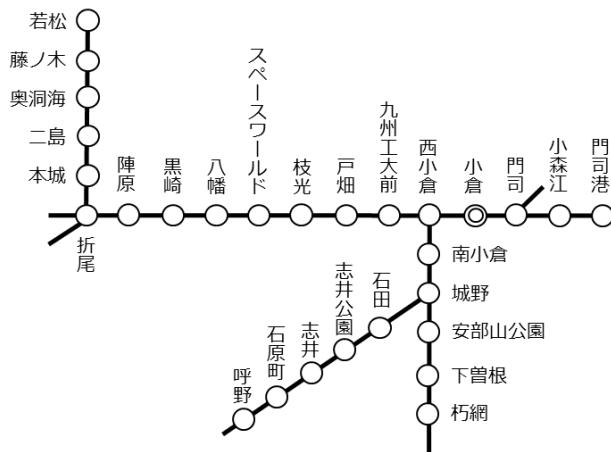 若松
藤ノ木
奥洞海
二島
本城
折尾
陣原
黒崎
八幡
スペースワールド
枝光
戸畑
九州工大前
西小倉
小倉
門司
小森江
門司港
南小倉
城野
安部山公園
下曽根
朽網
石田
志井公園
志井
石原町
呼野